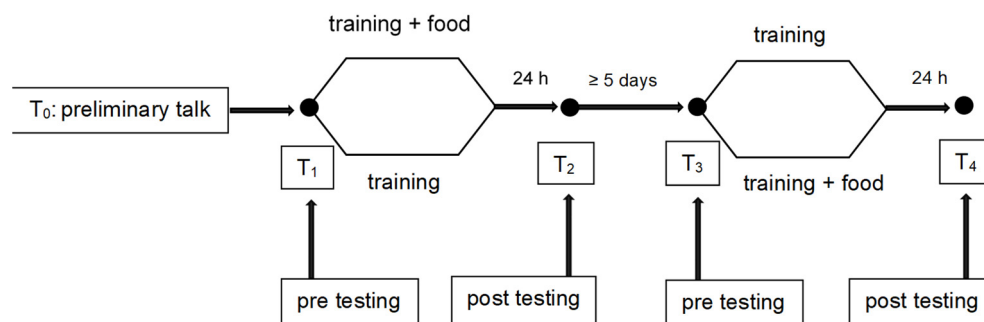 training + food
training
24 h
≥ 5 days
24 h
T₀: preliminary talk
T₁
training
T₂
T₃
training + food
T₄
pre testing
post testing
pre testing
post testing